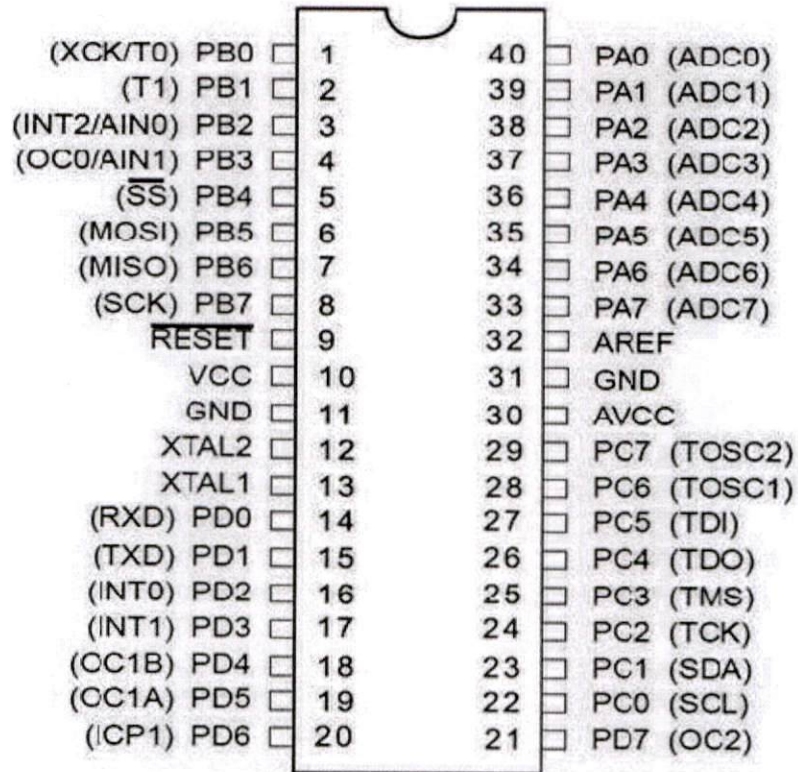 (XCK/T0) PB0 1 40 PA0 (ADC0)
(T1) PB1 2 39 PA1 (ADC1)
(INT2/AIN0) PB2 3 38 PA2 (ADC2)
(OC0/AIN1) PB3 4 37 PA3 (ADC3)
(S̅S̅) PB4 5 36 PA4 (ADC4)
(MOSI) PB5 6 35 PA5 (ADC5)
(MISO) PB6 7 34 PA6 (ADC6)
(SCK) PB7 8 33 PA7 (ADC7)
R̅E̅S̅E̅T̅ 9 32 AREF
VCC 10 31 GND
GND 11 30 AVCC
XTAL2 12 29 PC7 (TOSC2)
XTAL1 13 28 PC6 (TOSC1)
(RXD) PD0 14 27 PC5 (TDI)
(TXD) PD1 15 26 PC4 (TDO)
(INT0) PD2 16 25 PC3 (TMS)
(INT1) PD3 17 24 PC2 (TCK)
(OC1B) PD4 18 23 PC1 (SDA)
(OC1A) PD5 19 22 PC0 (SCL)
(ICP1) PD6 20 21 PD7 (OC2)